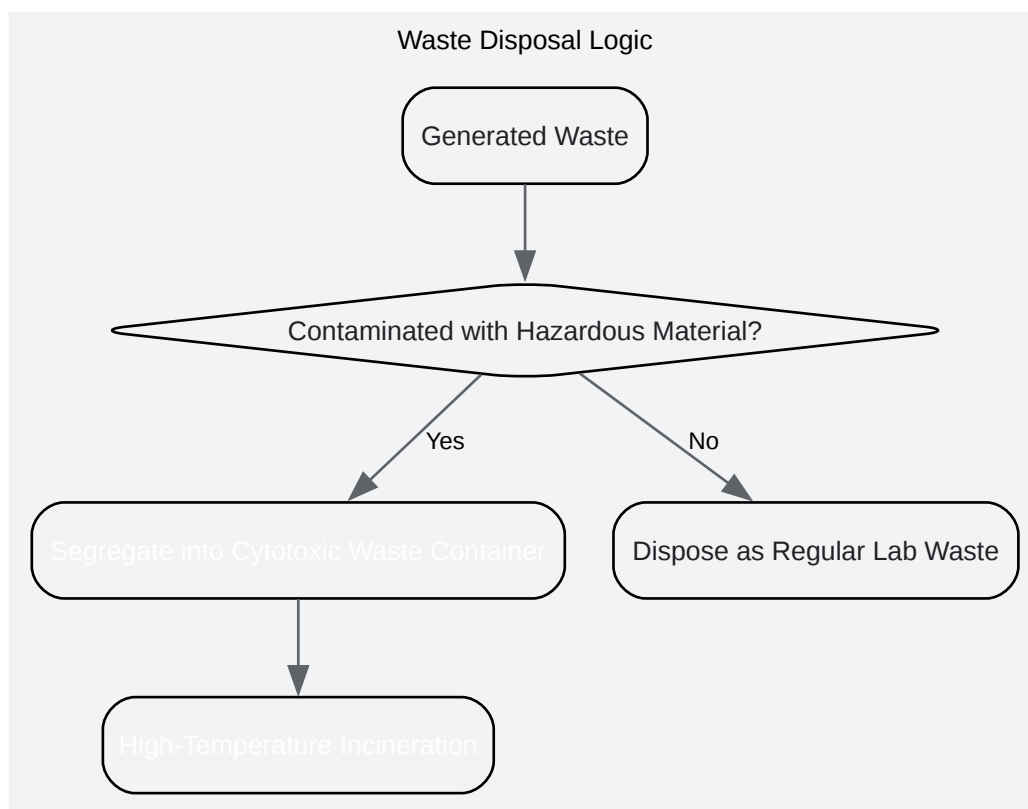 Waste Disposal Logic
Generated Waste
Contaminated with Hazardous Material?
Yes
No
Segregate into Cytotoxic Waste Container
Dispose as Regular Lab Waste
High-Temperature Incineration